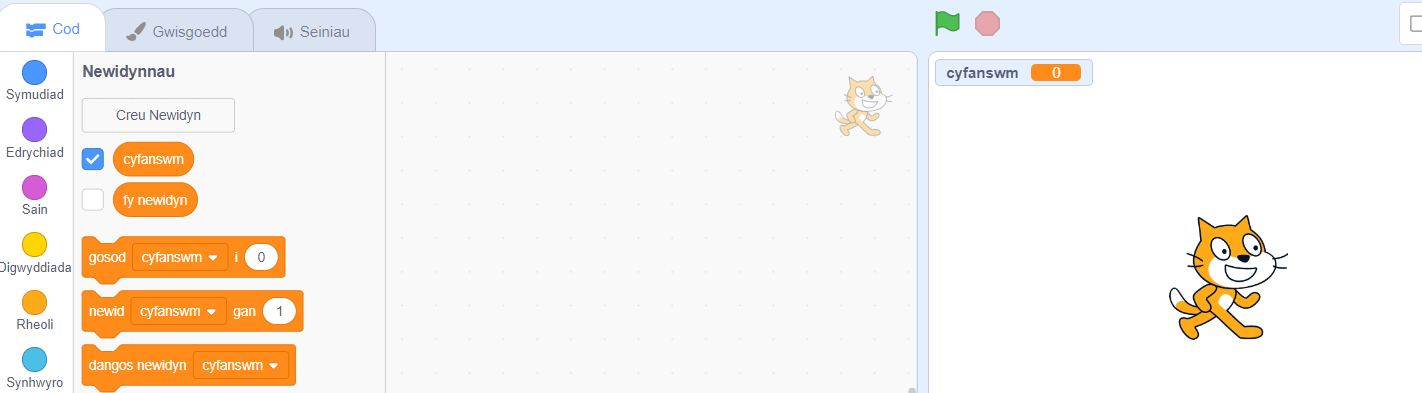 Cod
Gwisgoedd
Seiniau
Symudiad
Edrychiad
Sain
Digwyddiada
Rheoli
Synhwyro
Newidynnau
Creu Newidyn
cyfanswm
fy newidyn
gosod cyfanswm i 0
newid cyfanswm gan 1
dangos newidyn cyfanswm
cyfanswm 0